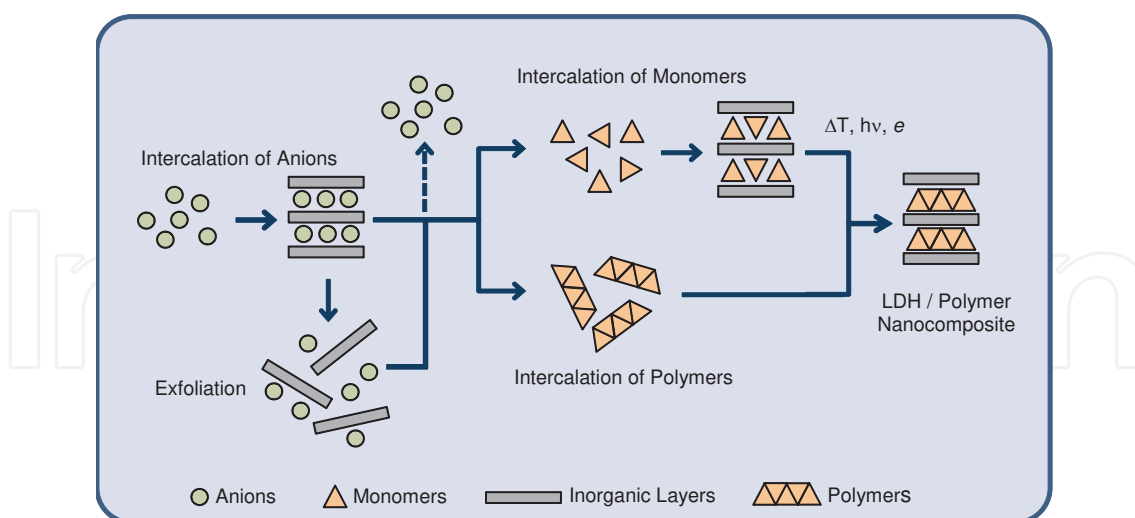 Intercalation of Monomers
ΔT, hν, e
Intercalation of Anions
LDH / Polymer
Nanocomposite
Exfoliation
Intercalation of Polymers
Anions
Monomers
Inorganic Layers
Polymers